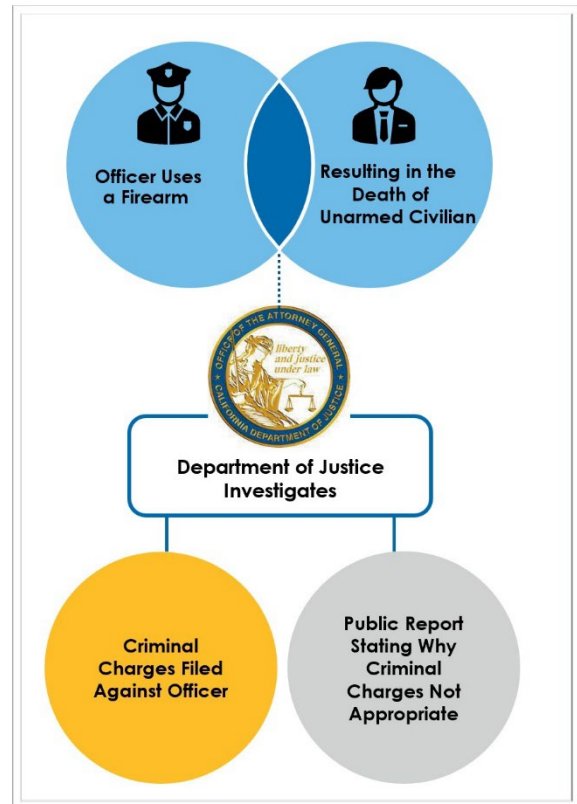 Officer Uses
a Firearm
Resulting in the
Death of
Unarmed Civilian
OFFICE OF THE ATTORNEY GENERAL
liberty
and justice
under law
CALIFORNIA DEPARTMENT OF JUSTICE
Department of Justice
Investigates
Criminal
Charges Filed
Against Officer
Public Report
Stating Why
Criminal
Charges Not
Appropriate